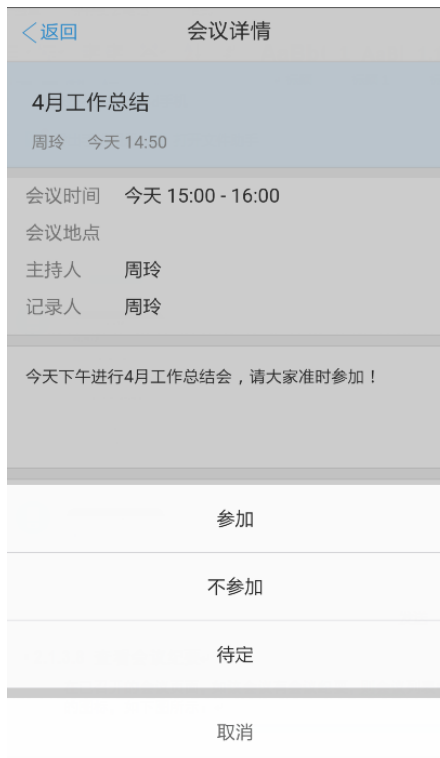 返回 会议详情
4月工作总结
周玲 今天 14:50
会议时间 今天 15:00 - 16:00
会议地点
主持人 周玲
记录人 周玲
今天下午进行4月工作总结会，请大家准时参加！
参加
不参加
待定
取消